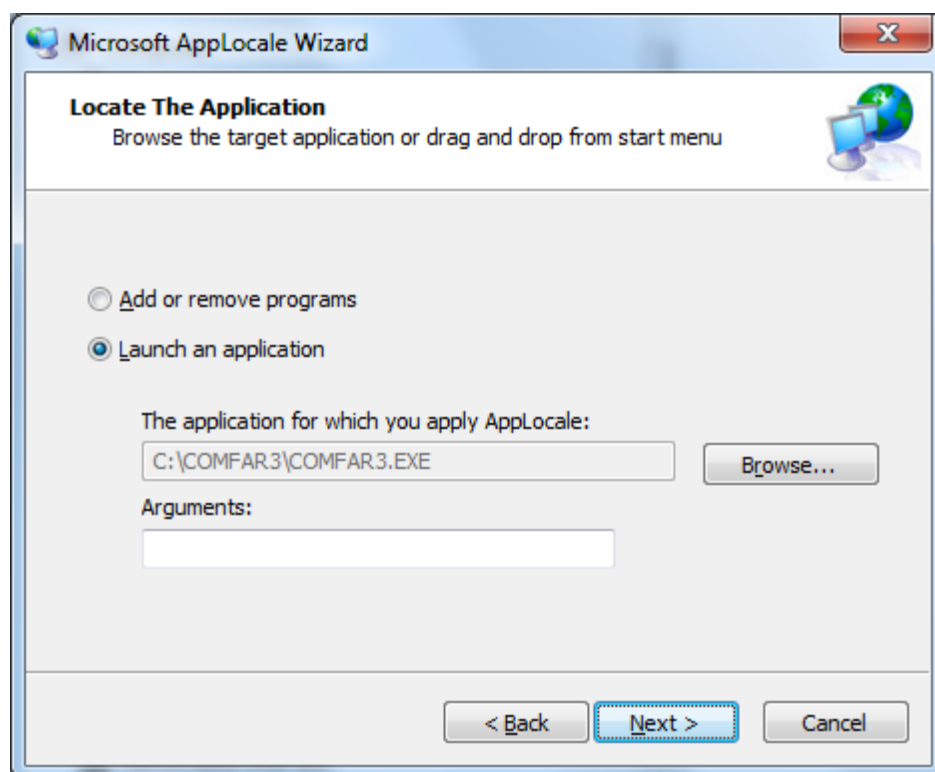 Microsoft AppLocale Wizard
Locate The Application
Browse the target application or drag and drop from start menu
Add or remove programs
Launch an application
The application for which you apply AppLocale:
C:\COMFAR3\COMFAR3.EXE
Browse...
Arguments:
< Back
Next >
Cancel